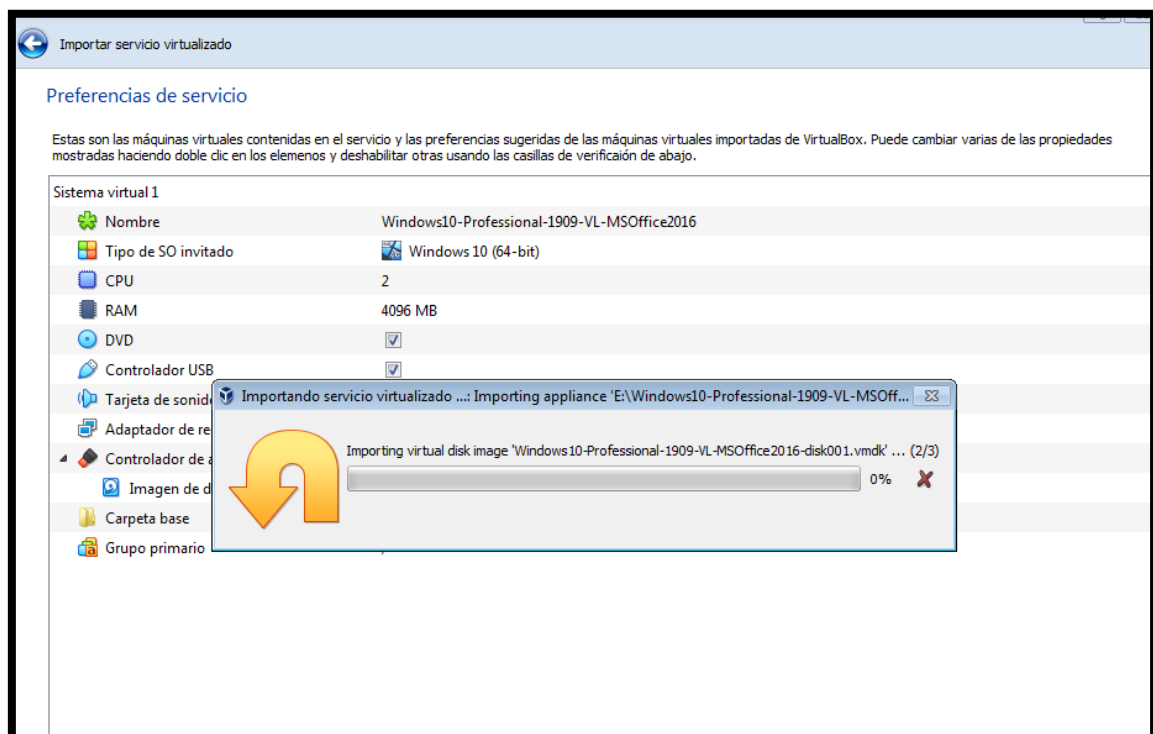 Importar servicio virtualizado
Preferencias de servicio
Estas son las máquinas virtuales contenidas en el servicio y las preferencias sugeridas de las máquinas virtuales importadas de VirtualBox. Puede cambiar varias de las propiedades
mostradas haciendo doble clic en los elemenos y deshabilitar otras usando las casillas de verificaión de abajo.
Sistema virtual 1
Nombre Windows10-Professional-1909-VL-MSOffice2016
Tipo de SO invitado Windows 10 (64-bit)
CPU 2
RAM 4096 MB
DVD
Controlador USB
Tarjeta de sonid
Importando servicio virtualizado ...: Importing appliance 'E:\Windows10-Professional-1909-VL-MSOff...
Adaptador de re
Importing virtual disk image 'Windows10-Professional-1909-VL-MSOffice2016-disk001.vmdk' ... (2/3)
Controlador de a
0%
Imagen de d
Carpeta base
Grupo primario